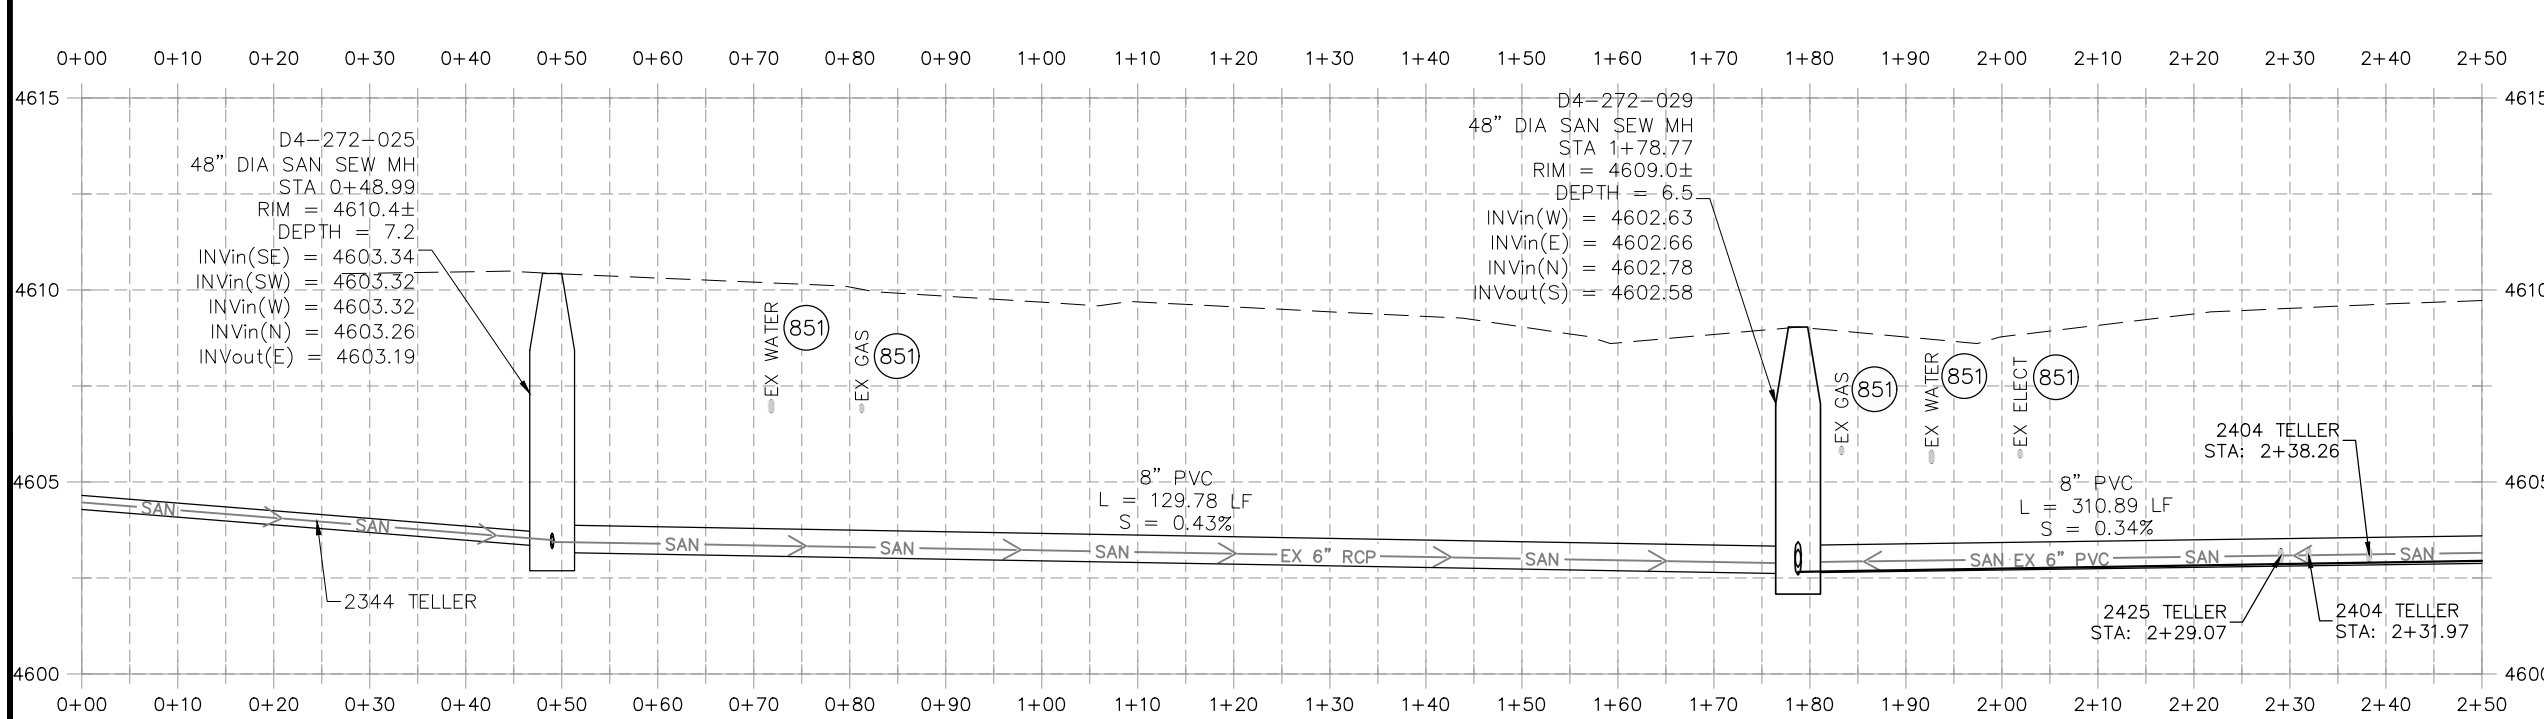 0+00 0+10 0+20 0+30 0+40 0+50 0+60 0+70 0+80 0+90 1+00 1+10 1+20 1+30 1+40 1+50 1+60 1+70 1+80 1+90 2+00 2+10 2+20 2+30 2+40 2+50
4615
4615
D4-272-025
48" DIA SAN SEW MH
STA 0+48.99
RIM = 4610.4±
DEPTH = 7.2
INVin(SE) = 4603.34
INVin(SW) = 4603.32
INVin(W) = 4603.32
INVin(N) = 4603.26
INVout(E) = 4603.19
D4-272-029
48" DIA SAN SEW MH
STA 1+78.77
RIM = 4609.0±
DEPTH = 6.5
INVin(W) = 4602.63
INVin(E) = 4602.66
INVin(N) = 4602.78
INVout(S) = 4602.58
4610
4610
EX WATER
851
EX GAS
851
EX GAS
851
EX WATER
851
EX ELECT
851
2404 TELLER
STA: 2+38.26
4605
4605
8" PVC
L = 129.78 LF
S = 0.43%
8" PVC
L = 310.89 LF
S = 0.34%
SAN SAN SAN SAN SAN EX 6" RCP SAN SAN EX 6" PVC SAN SAN
2344 TELLER
2425 TELLER
STA: 2+29.07
2404 TELLER
STA: 2+31.97
4600
4600
0+00 0+10 0+20 0+30 0+40 0+50 0+60 0+70 0+80 0+90 1+00 1+10 1+20 1+30 1+40 1+50 1+60 1+70 1+80 1+90 2+00 2+10 2+20 2+30 2+40 2+50